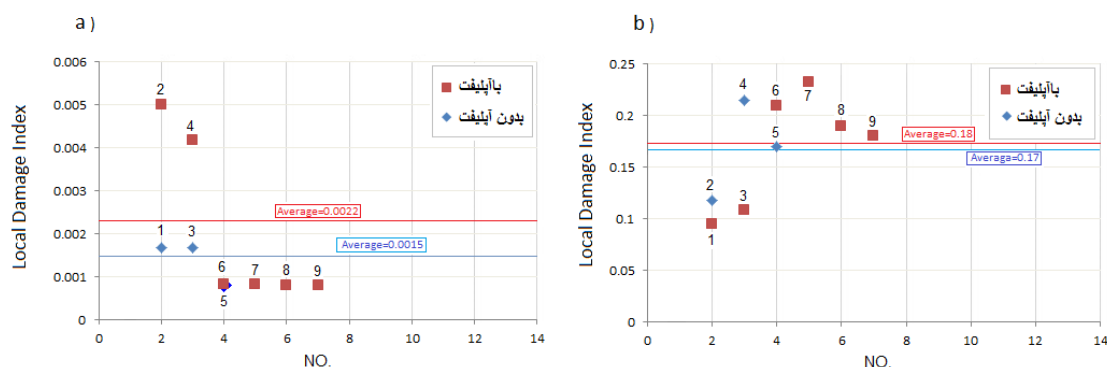 a )
Local Damage Index
0.006
0.005
0.004
0.003
0.002
0.001
0
0 2 4 6 8 10 12 14
NO.
باآپلیفت
بدون آپلیفت
2
4
1 3
6 7 8 9
5
Average=0.0022
Average=0.0015
b )
Local Damage Index
0.25
0.2
0.15
0.1
0.05
0
0 2 4 6 8 10 12 14
NO.
باآپلیفت
بدون آپلیفت
4 6 7
8 9
5
2 3
1
Average=0.18
Averaga=0.17